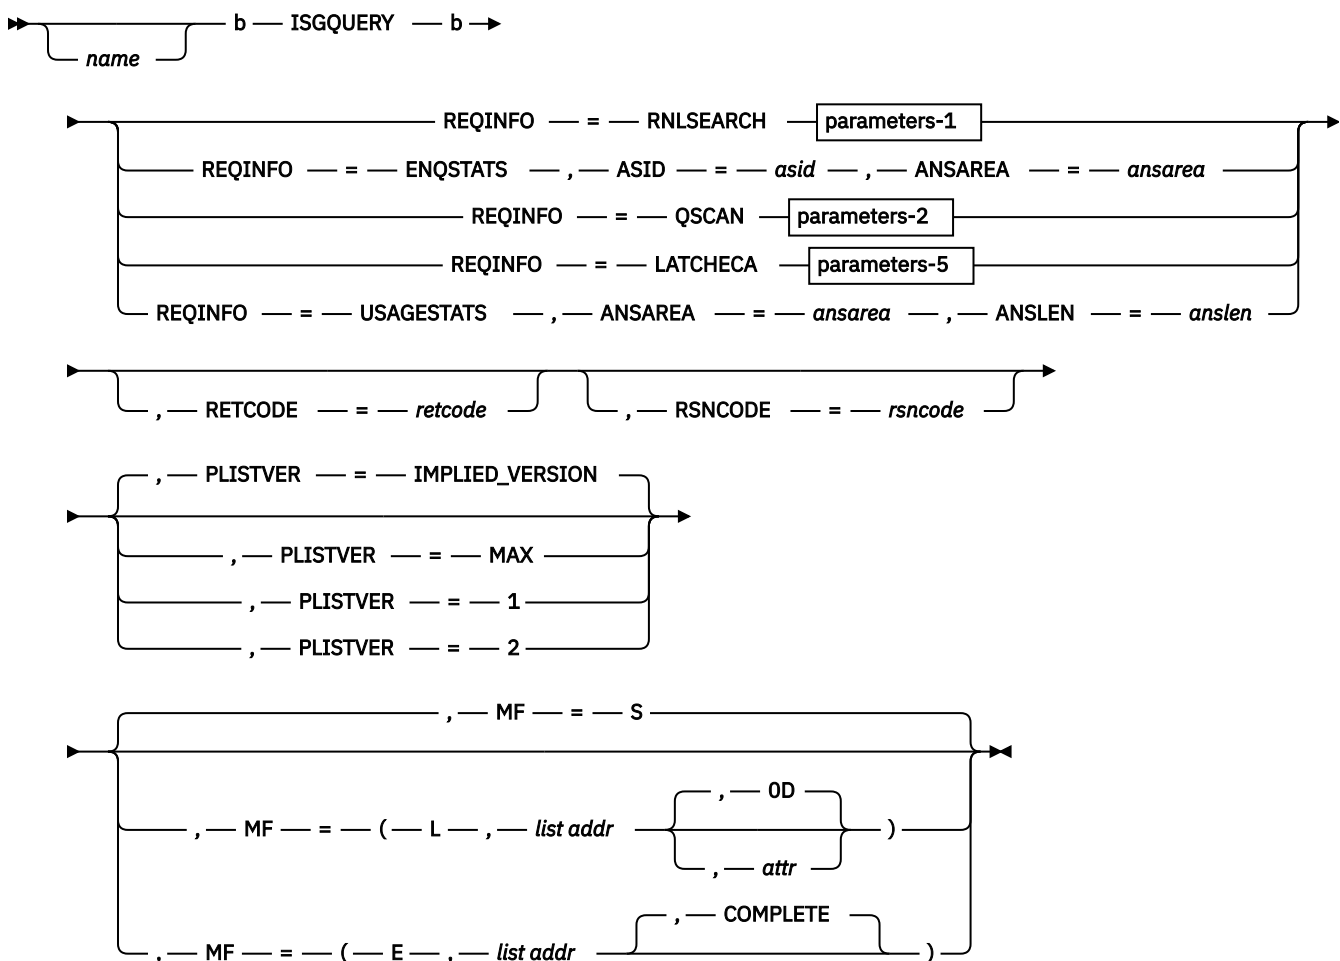 b ISGQUERY b
name
REQINFO = RNLSEARCH parameters-1
REQINFO = ENQSTATS , ASID = asid , ANSAREA = ansarea
REQINFO = QSCAN parameters-2
REQINFO = LATCHECA parameters-5
REQINFO = USAGESTATS , ANSAREA = ansarea , ANSLEN = anslen
, RETCODE = retcode , RSNCODE = rsncode
, PLISTVER = IMPLIED_VERSION
, PLISTVER = MAX
, PLISTVER = 1
, PLISTVER = 2
, MF = S
, 0D
, MF = ( L , list addr )
, attr
, COMPLETE
, MF = ( E , list addr )